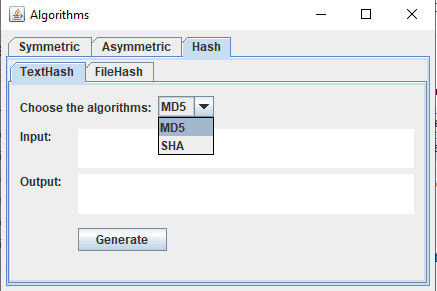 Algorithms
Symmetric Asymmetric Hash
TextHash FileHash
Choose the algorithms: MD5
MD5
SHA
Input:
Output:
Generate